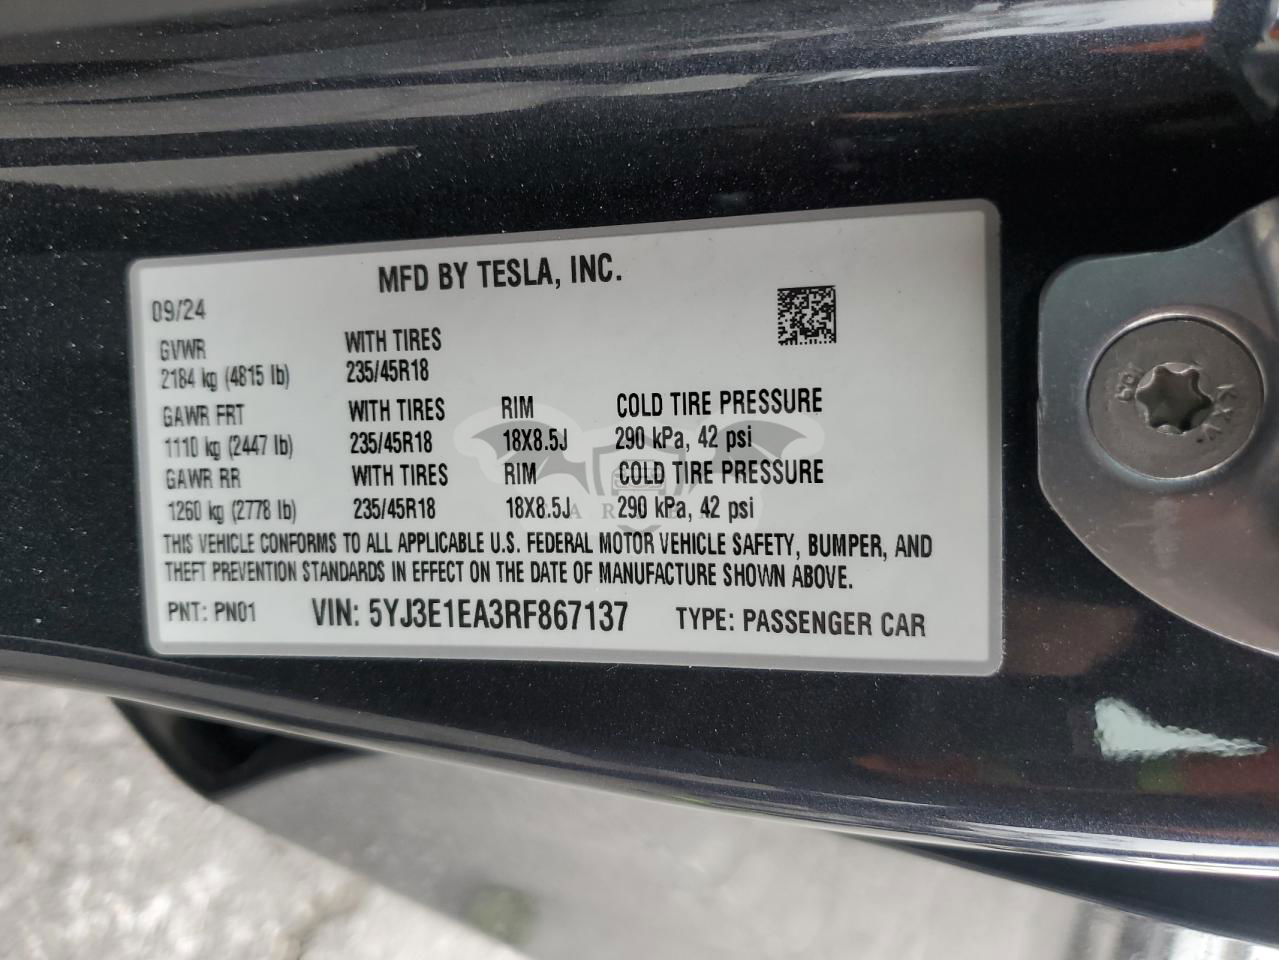 MFD BY TESLA, INC.
09/24
GVWR WITH TIRES
2184 kg (4815 lb) 235/45R18
GAWR FRT WITH TIRES RIM COLD TIRE PRESSURE
1110 kg (2447 lb) 235/45R18 18X8.5J 290 kPa, 42 psi
GAWR RR WITH TIRES RIM COLD TIRE PRESSURE
1260 kg (2778 lb) 235/45R18 18X8.5J 290 kPa, 42 psi
THIS VEHICLE CONFORMS TO ALL APPLICABLE U.S. FEDERAL MOTOR VEHICLE SAFETY, BUMPER, AND
THEFT PREVENTION STANDARDS IN EFFECT ON THE DATE OF MANUFACTURE SHOWN ABOVE.
PNT: PN01 VIN: 5YJ3E1EA3RF867137 TYPE: PASSENGER CAR